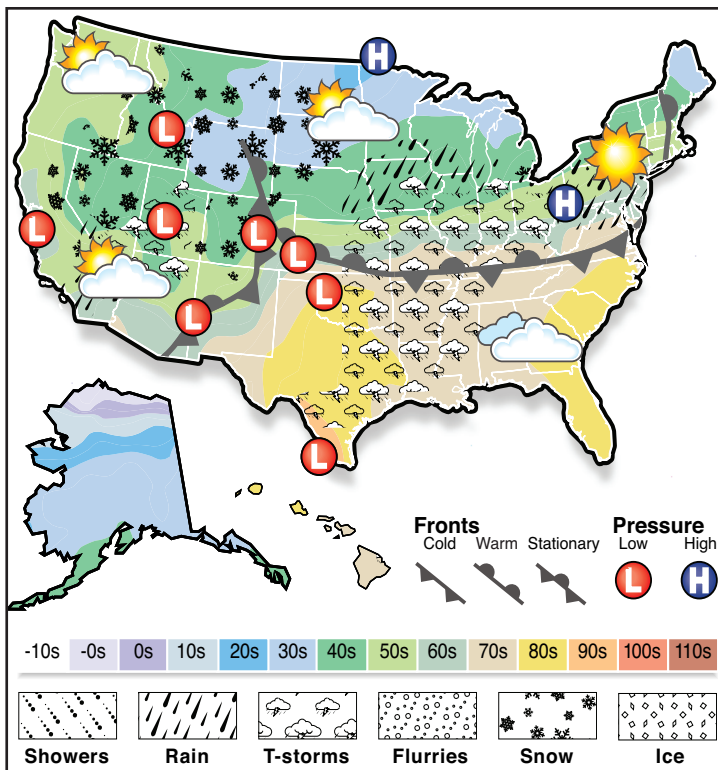 H
L
H
L
L
L
L
L
L
L
Fronts Pressure
Cold Warm Stationary Low High
L H
-10s -0s 0s 10s 20s 30s 40s 50s 60s 70s 80s 90s 100s 110s
Showers Rain T-storms Flurries Snow Ice